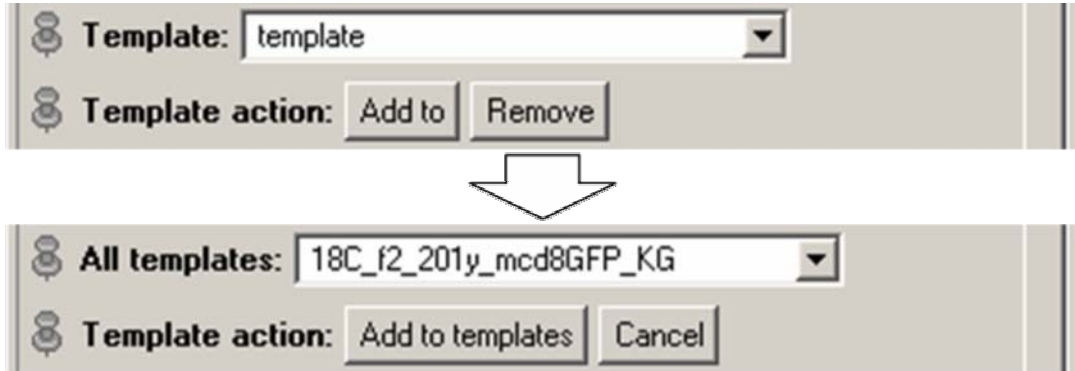 Template: template
Template action: Add to Remove
All templates: 18C_f2_201y_mcd8GFP_KG
Template action: Add to templates Cancel